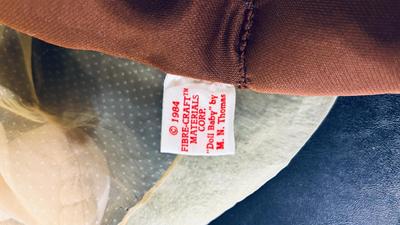 © 1984
FIBRE-CRAFT™
MATERIALS
CORP.
"Doll Baby" by
M. N. Thomas